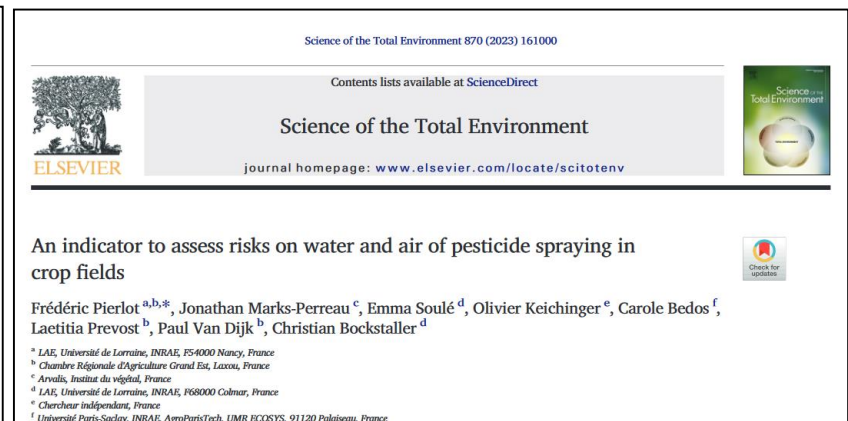 Science of the Total Environment 870 (2023) 161000
Contents lists available at ScienceDirect
Science of the Total Environment
journal homepage: www.elsevier.com/locate/scitotenv
ELSEVIER
Science of the
Total Environment
An indicator to assess risks on water and air of pesticide spraying in
crop fields
Check for
updates
Frédéric Pierlot a,b,*, Jonathan Marks-Perreau c, Emma Soulé d, Olivier Keichinger e, Carole Bedos f,
Laetitia Prevost b, Paul Van Dijk b, Christian Bockstaller d
a LAE, Université de Lorraine, INRAE, F54000 Nancy, France
b Chambre Régionale d'Agriculture Grand Est, Laxou, France
c Arvalis, Institut du végétal, France
d LAE, Université de Lorraine, INRAE, F68000 Colmar, France
e Chercheur indépendant, France
f Université Paris-Saclay, INRAE, AgroParisTech, UMR ECOSYS, 91120 Palaiseau, France